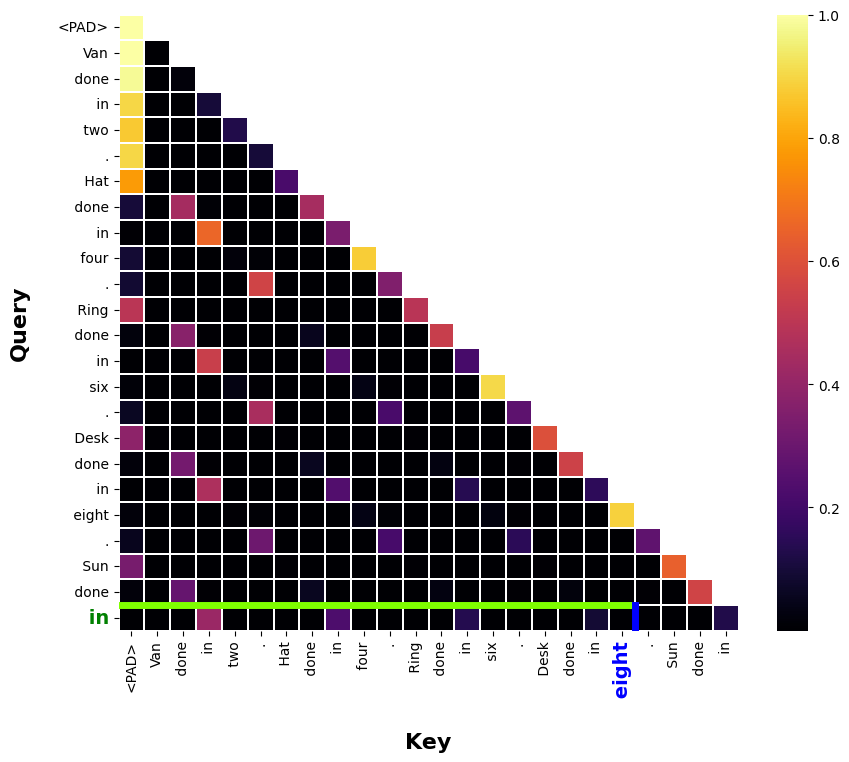 <PAD>
Van
done
in
two
.
Hat
done
in
four
.
Ring
done
in
six
.
Desk
done
in
eight
.
Sun
done
in
Query
<PAD>
Van
done
in
two
.
Hat
done
in
four
.
Ring
done
in
six
.
Desk
done
in
eight
.
Sun
done
in
Key
1.0
0.8
0.6
0.4
0.2